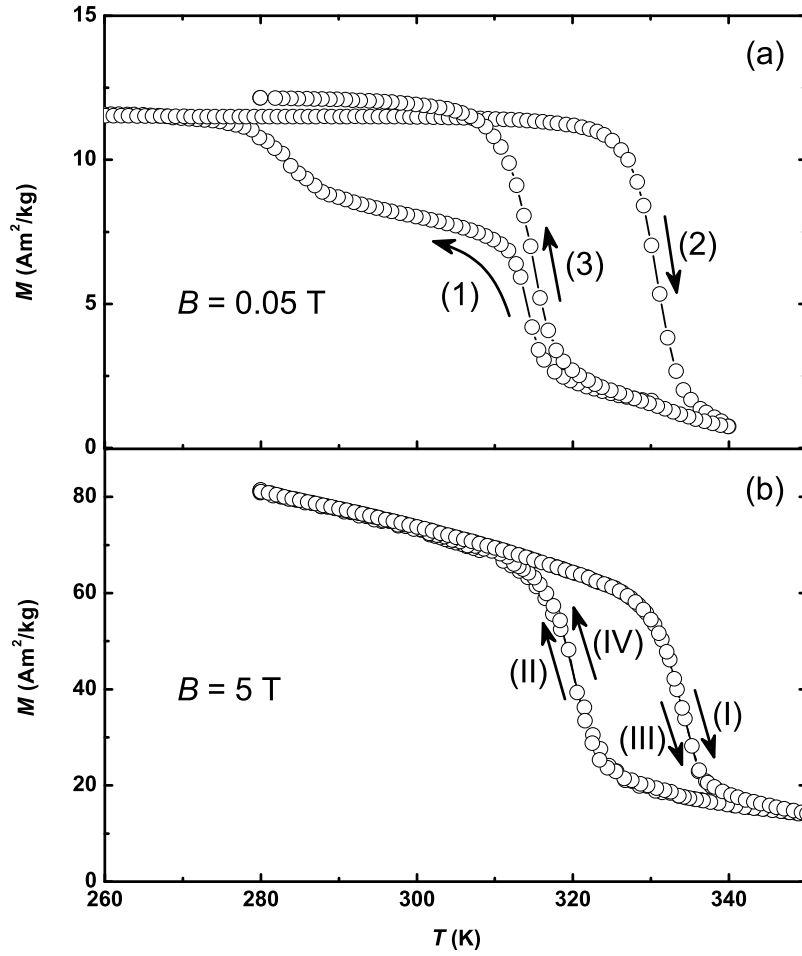 15
(a)
10
M (Am²/kg)
(2)
(3)
5
(1)
B = 0.05 T
0
(b)
80
60
(IV)
M (Am²/kg)
(II)
40
B = 5 T
(I)
(III)
20
0
260 280 300 320 340
T (K)